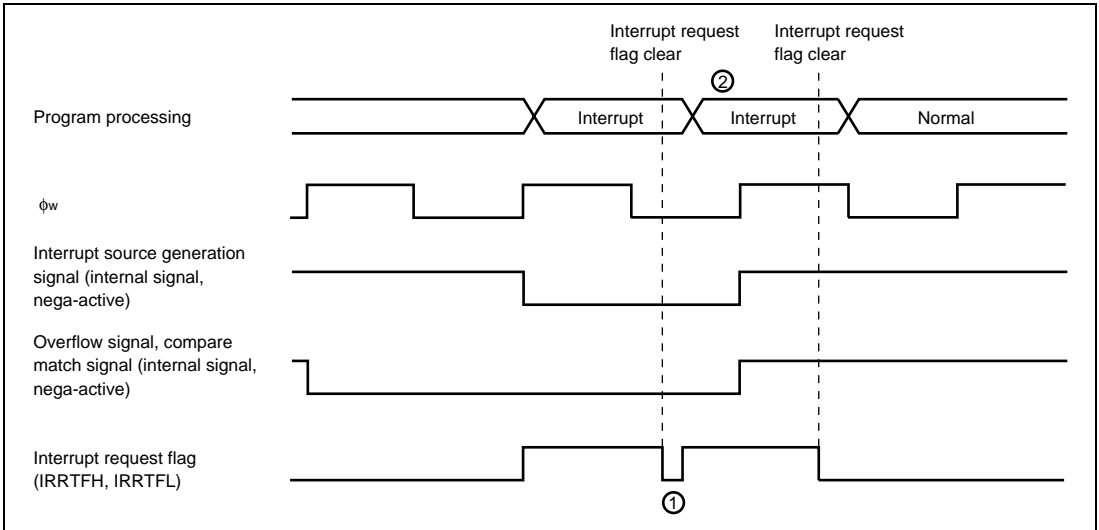 Interrupt request
flag clear
Interrupt request
flag clear
②
Program processing
Interrupt
Interrupt
Normal
φw
Interrupt source generation
signal (internal signal,
nega-active)
Overflow signal, compare
match signal (internal signal,
nega-active)
Interrupt request flag
(IRRTFH, IRRTFL)
①